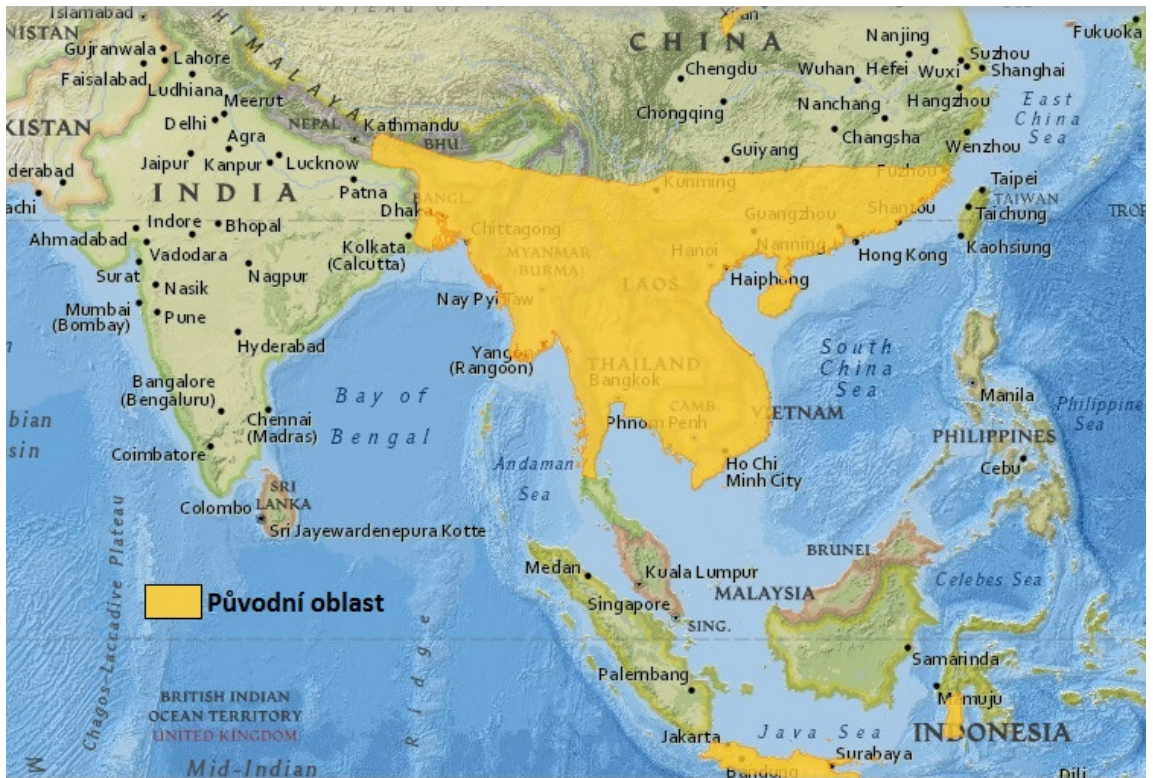 Islamabad
NISTAN
Gujranwala
Lahore
Faisalabad
Ludhiana
HIMALAYA
CHINA
Xi'an
Nanjing
Suzhou
Fukuoka
Chengdu
Wuhan
Hefei
Wuxi
Shanghai
Chongqing
Hangzhou
East
China
Sea
Meerut
KISTAN
Delhi
NEPAL
Kathmandu
Nanchang
Agra
BHU.
Changsha
Wenzhou
Jaipur
Kanpur
Lucknow
Guiyang
derabad
INDIA
Patna
Kunming
Fuzhou
Taipei
achi
BANGL.
TAIWAN
Dhaka
Guangzhou
Shantou
Taichung
TROP
Indore
Bhopal
Ahmadabad
Chittagong
Hanoi
Nanning
Vadodara
Kolkata
(Calcutta)
MYANMAR
(BURMA)
Hong Kong
Kaohsiung
Surat
Nagpur
Nasik
LAOS
Haiphong
Mumbai
(Bombay)
Nay Pyi Taw
Pune
Hyderabad
Yangon
(Rangoon)
THAILAND
South
China
Sea
Bangkok
Bangalore
(Bengaluru)
Bay of
Bengal
Manila
Philippine
Sea
bian
sin
Chennai
(Madras)
CAMB.
VIETNAM
Phnom Penh
PHILIPPINES
Coimbatore
Andaman
Sea
Ho Chi
Minh City
Cebu
SRI
LANKA
Colombo
Sri Jayewardenepura Kotte
Chagos-Laccadive Plateau
BRUNEI
Medan
Kuala Lumpur
Celebes Sea
MALAYSIA
Původní oblast
Singapore
SING.
Ridge
Samarinda
Palembang
Mamuju
BRITISH INDIAN
OCEAN TERRITORY
UNITED KINGDOM
INDONESIA
Jakarta
Java Sea
Surabaya
Bandung
Mid-Indian
Dili
M